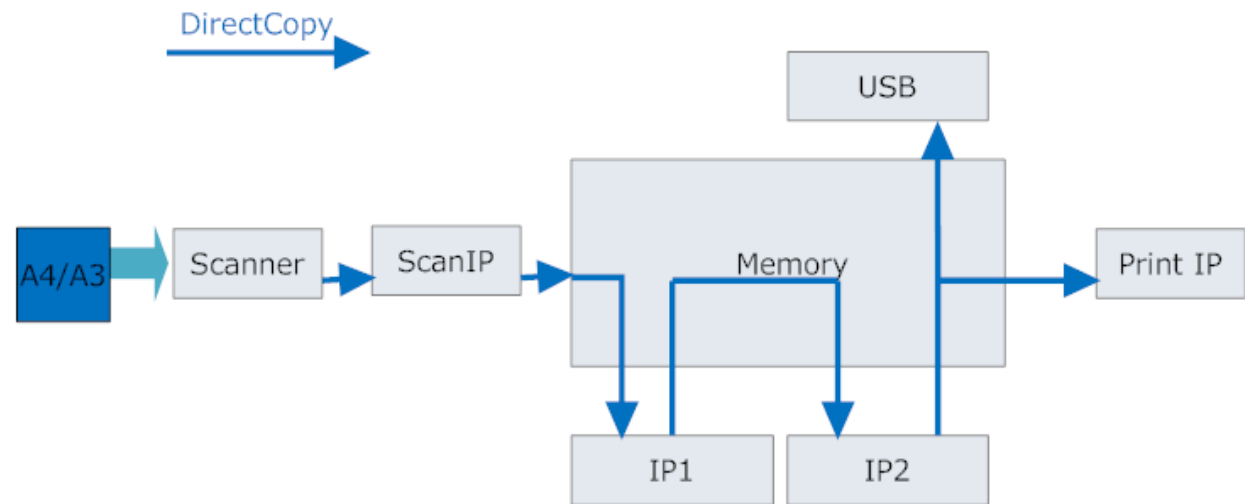 DirectCopy
USB
A4/A3
Scanner
ScanIP
Memory
Print IP
IP1
IP2